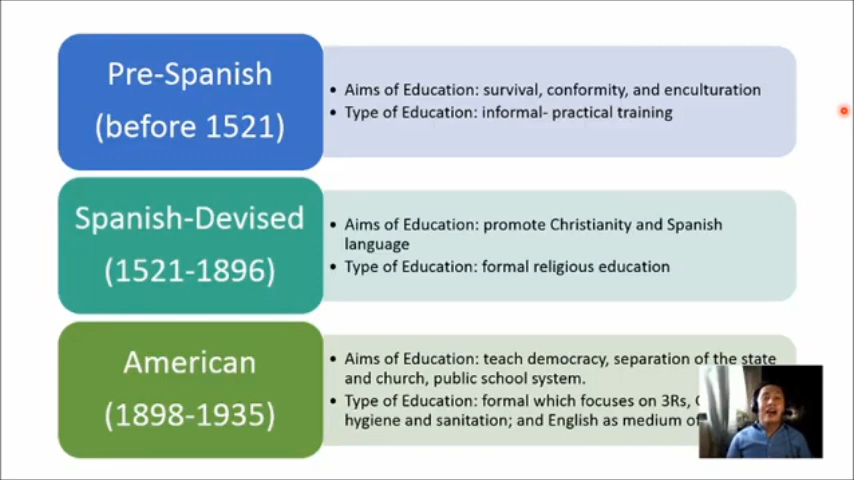 Pre-Spanish
(before 1521)
• Aims of Education: survival, conformity, and enculturation
• Type of Education: informal- practical training
Spanish-Devised
(1521-1896)
• Aims of Education: promote Christianity and Spanish
language
• Type of Education: formal religious education
American
(1898-1935)
• Aims of Education: teach democracy, separation of the state
and church, public school system.
• Type of Education: formal which focuses on 3Rs,
hygiene and sanitation; and English as medium